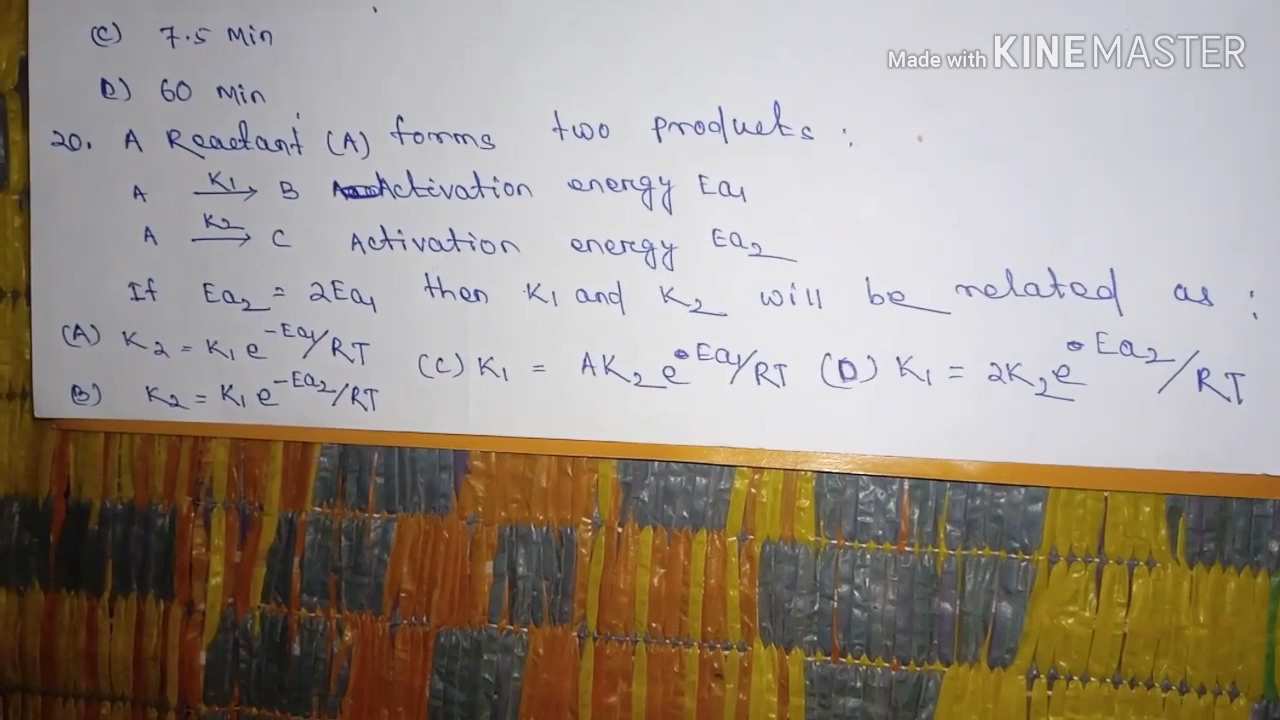 (C) 7.5 Min
Made with KINEMASTER
D) 60 Min
20. A Reactant (A) forms two products :
A K1 → B Activation energy Ea1
A K2 → C Activation energy Ea2
If Ea2 = 2Ea1 then K1 and K2 will be related as :
(A) K2 = K1 e^-Ea1/RT (C) K1 = AK2 e^Ea1/RT (D) K1 = 2K2 e^Ea2/RT
B) K2 = K1 e^-Ea2/RT